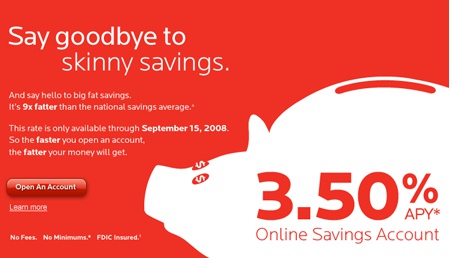 Say goodbye to
skinny savings.
And say hello to big fat savings.
It's 9x fatter than the national savings average.^
This rate is only available through September 15, 2008.
So the faster you open an account,
the fatter your money will get.
Open An Account
Learn more
No Fees. No Minimums.* FDIC Insured.†
$
$
3.50%
APY*
Online Savings Account